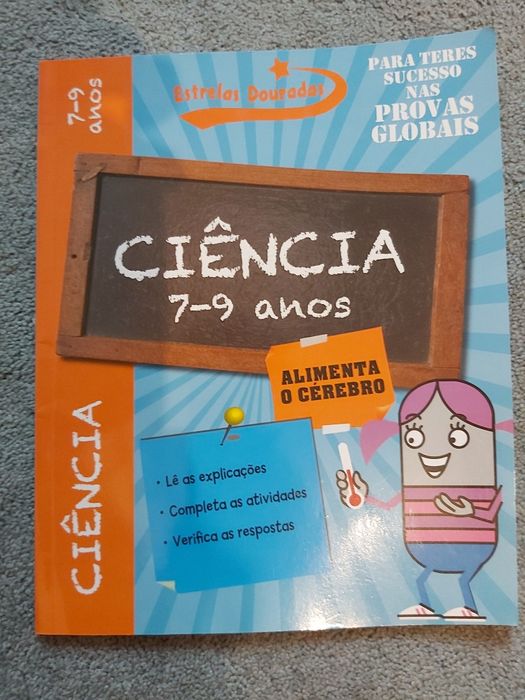 7-9
anos
CIÊNCIA
Estrelas Douradas
PARA TERES
SUCESSO
NAS
PROVAS
GLOBAIS
CIÊNCIA
7-9 anos
ALIMENTA
O CÉREBRO
• Lê as explicações
• Completa as atividades
• Verifica as respostas